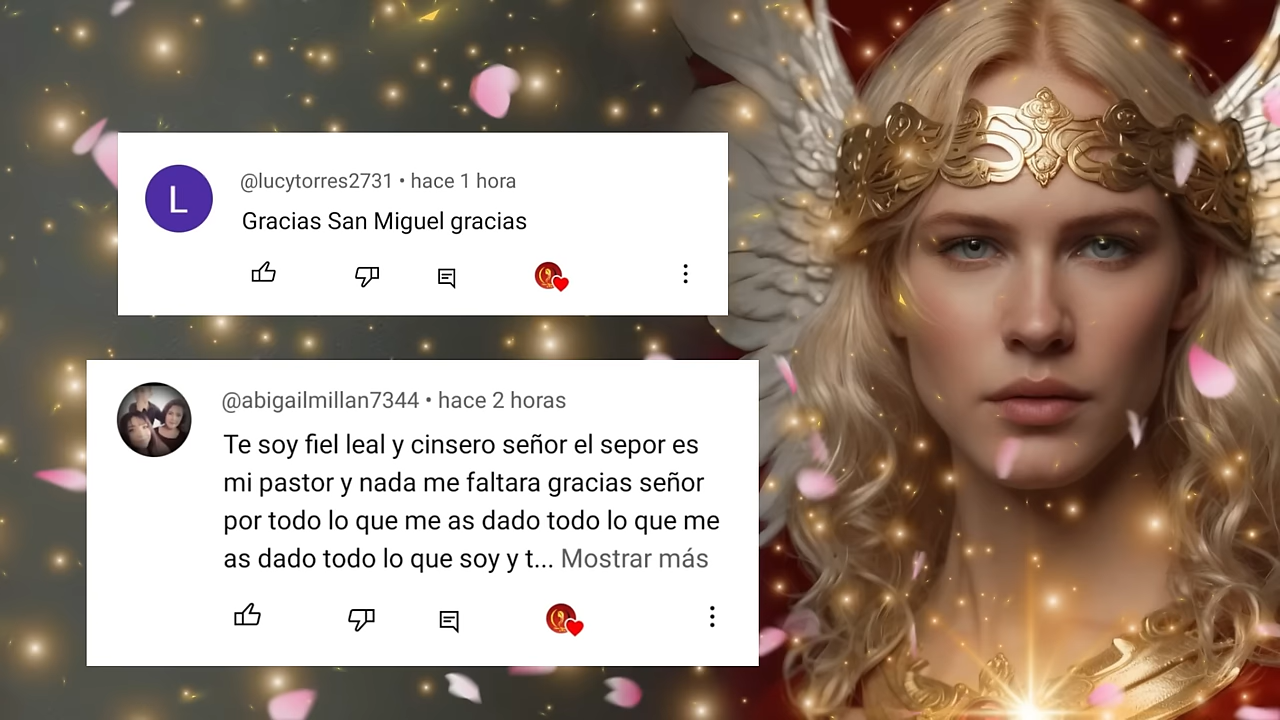 L
@lucytorres2731 • hace 1 hora
Gracias San Miguel gracias
@abigailmillan7344 • hace 2 horas
Te soy fiel leal y cinsero señor el sepor es
mi pastor y nada me faltara gracias señor
por todo lo que me as dado todo lo que me
as dado todo lo que soy y t... Mostrar más